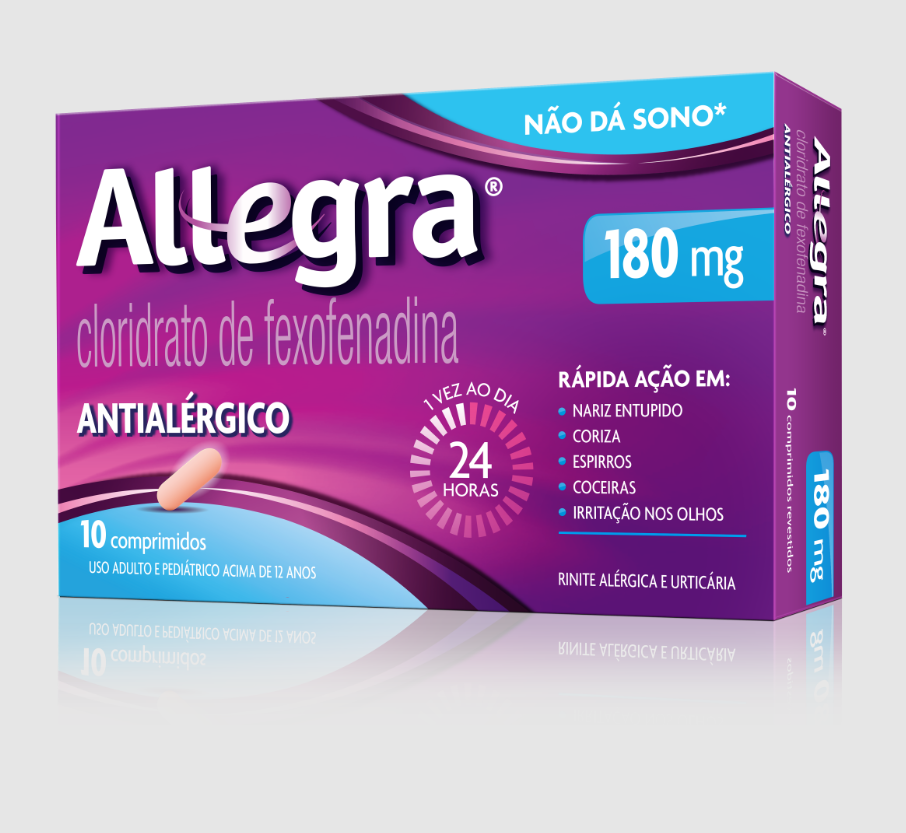 NÃO DÁ SONO*
Allegra®
180 mg
cloridrato de fexofenadina
ANTIALÉRGICO
1 VEZ AO DIA
24
HORAS
RÁPIDA AÇÃO EM:
• NARIZ ENTUPIDO
• CORIZA
• ESPIRROS
• COCEIRAS
• IRRITAÇÃO NOS OLHOS
RINITE ALÉRGICA E URTICÁRIA
10 comprimidos
USO ADULTO E PEDIÁTRICO ACIMA DE 12 ANOS
Allegra®
cloridrato de fexofenadina
ANTIALÉRGICO
10 comprimidos revestidos
180 mg